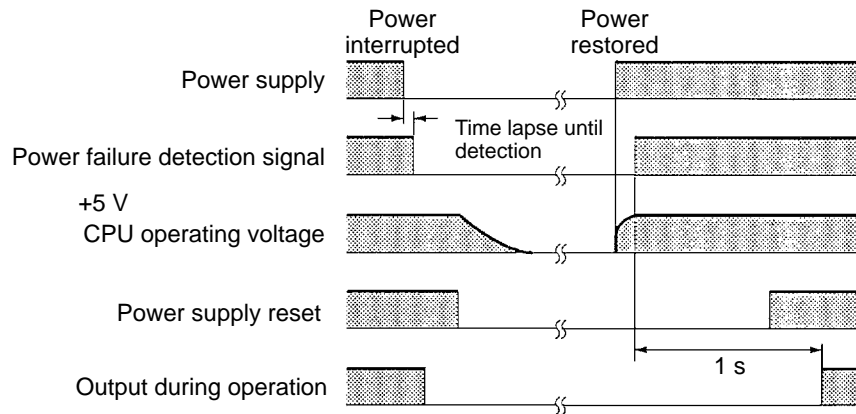 Power
interrupted
Power
restored
Power supply
Time lapse until
detection
Power failure detection signal
+5 V
CPU operating voltage
Power supply reset
1 s
Output during operation